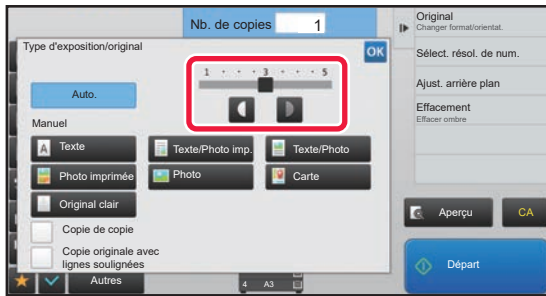 Nb. de copies 1
Type d'exposition/original
OK
1 · · · 3 · · · 5
Auto.
Manuel
Texte
Texte/Photo imp.
Texte/Photo
Photo imprimée
Photo
Carte
Original clair
Copie de copie
Copie originale avec
lignes soulignées
Autres
4 A3
Original
Changer format/orientat.
Sélect. résol. de num.
Ajust. arrière plan
Effacement
Effacer ombre
Aperçu
CA
Départ